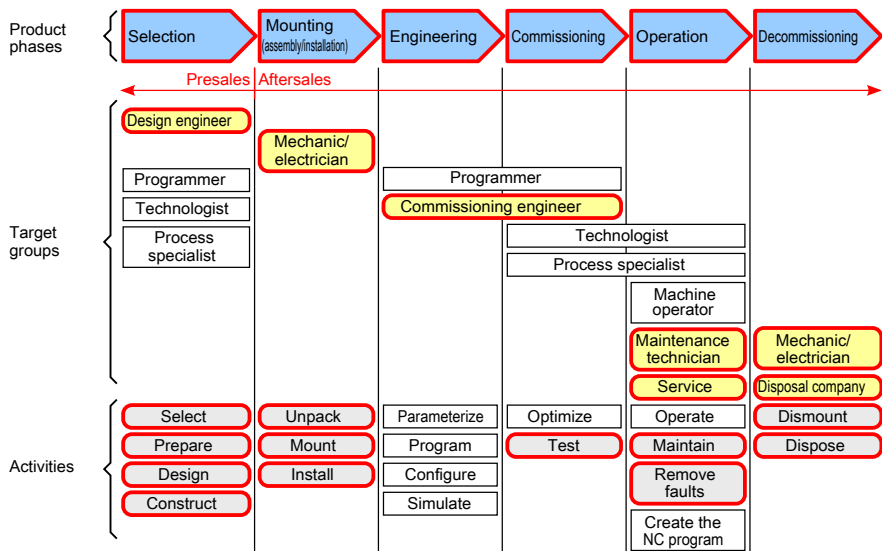 Product
phases
Selection
Mounting
(assembly/installation)
Engineering
Commissioning
Operation
Decommissioning
Presales
Aftersales
Target
groups
Design engineer
Mechanic/
electrician
Programmer
Programmer
Technologist
Commissioning engineer
Process
specialist
Technologist
Process specialist
Machine
operator
Maintenance
technician
Mechanic/
electrician
Service
Disposal company
Activities
Select
Unpack
Parameterize
Optimize
Operate
Dismount
Prepare
Mount
Program
Test
Maintain
Dispose
Design
Install
Configure
Remove
faults
Construct
Simulate
Create the
NC program